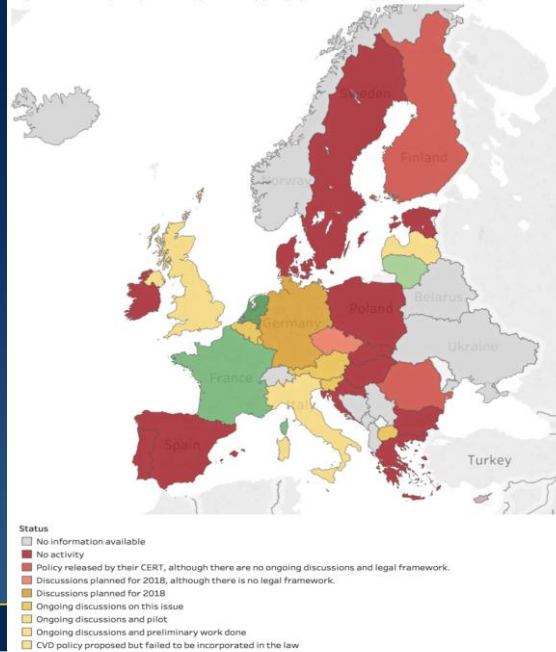 Sweden
Finland
Norway
Belarus
Poland
Germany
Ukraine
France
Italy
Spain
Turkey
Status
No information available
No activity
Policy released by their CERT, although there are no ongoing discussions and legal framework.
Discussions planned for 2018, although there is no legal framework.
Discussions planned for 2018
Ongoing discussions on this issue
Ongoing discussions and pilot
Ongoing discussions and preliminary work done
CVD policy proposed but failed to be incorporated in the law